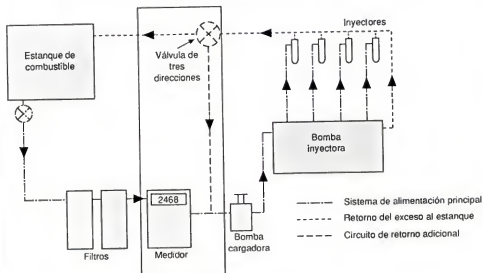 Inyectores
Estanque de
combustible
Válvula de
tres
direcciones
Bomba
inyectora
2468
Filtros
Medidor
Bomba
cargadora
Sistema de alimentación principal
Retorno del exceso al estanque
Circuito de retorno adicional